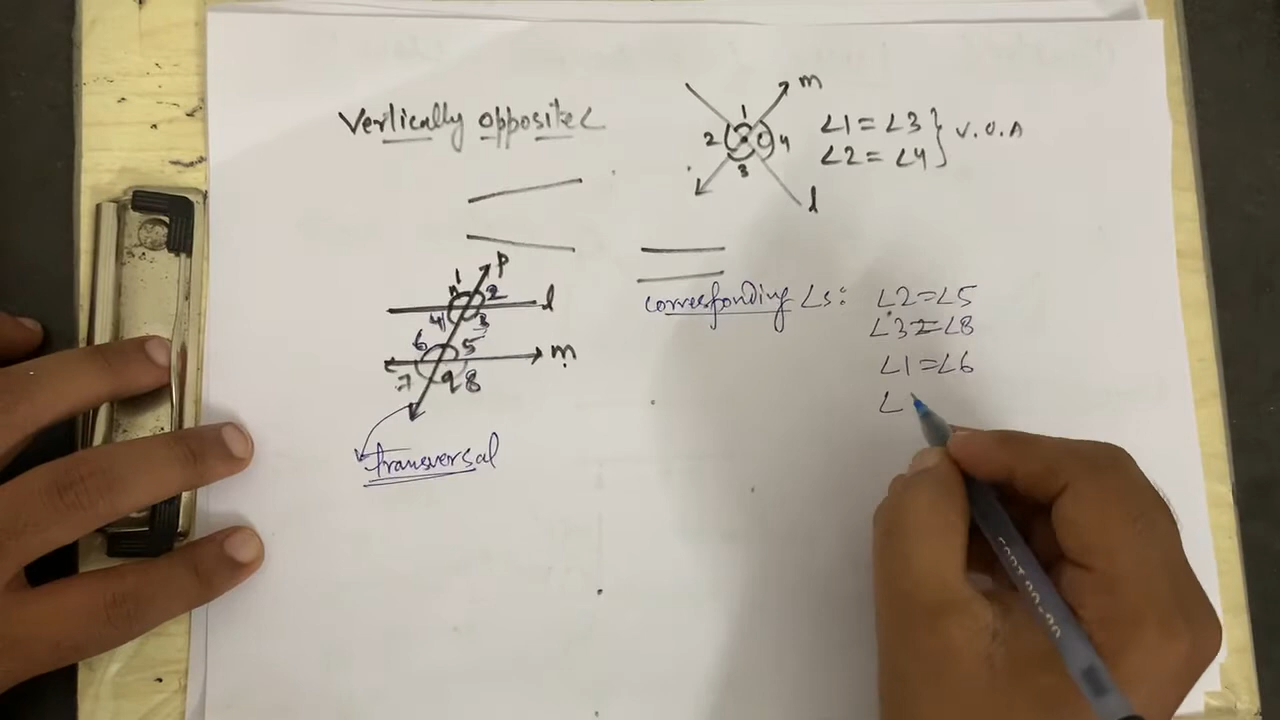 Vertically opposite ∠
m
1
2
4
3
l
∠1 = ∠3
∠2 = ∠4
V.O.A
p
1
2
l
4
3
6
5
m
7
9 8
transversal
corresponding ∠s:
∠2=∠5
∠3=∠8
∠1=∠6
∠